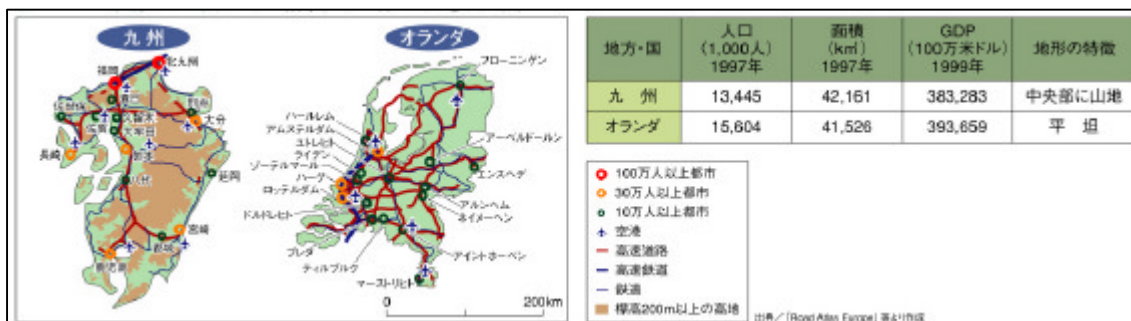 九州
北九州
福岡
春日
別府
佐世保
久留米
大分
佐賀
大牟田
長崎
熊本
八代
延岡
宮崎
都城
鹿児島
オランダ
フローニンゲン
ハールレム
アムステルダム
ユトレヒト
ライデン
ゾーテルマール
ハーグ
ロッテルダム
ドルドレヒト
ブレダ
ティルブルク
マーストリヒト
アーペルドールン
エンスヘデ
アルンヘム
ネイメーヘン
アイントホーベン
0 200km
地方・国 人口(1,000人)1997年 面積(km²)1997年 GDP(100万米ドル)1999年 地形の特徴
九 州 13,445 42,161 383,283 中央部に山地
オランダ 15,604 41,526 393,659 平 坦
100万人以上都市
30万人以上都市
10万人以上都市
空港
高速道路
高速鉄道
鉄道
標高200m以上の高地
出典/「Road Atlas Europe」等より作成